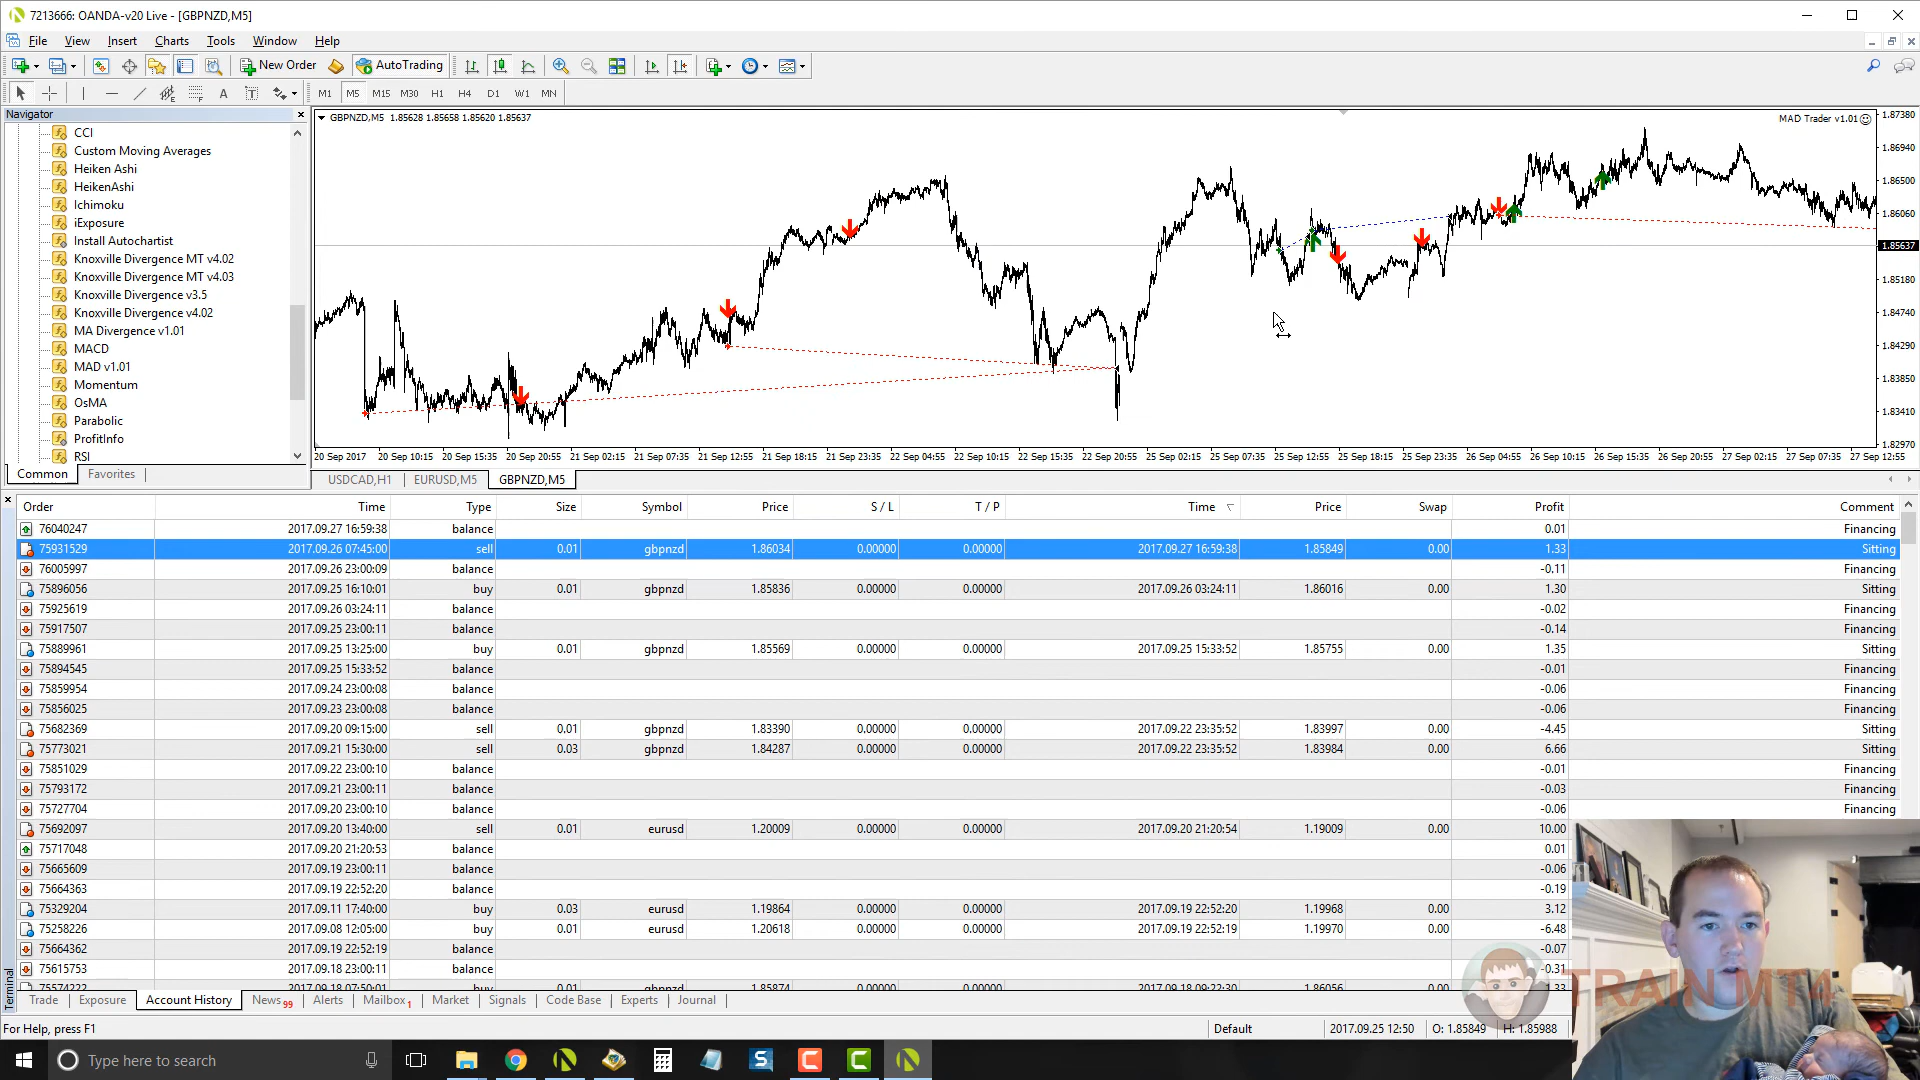 7213666: OANDA-v20 Live - [GBPNZD,M5]
File View Insert Charts Tools Window Help
New Order AutoTrading
A T M1 M5 M15 M30 H1 H4 D1 W1 MN
Navigator
CCI
Custom Moving Averages
Heiken Ashi
HeikenAshi
Ichimoku
iExposure
Install Autochartist
Knoxville Divergence MT v4.02
Knoxville Divergence MT v4.03
Knoxville Divergence v3.5
Knoxville Divergence v4.02
MA Divergence v1.01
MACD
MAD v1.01
Momentum
OsMA
Parabolic
ProfitInfo
RSI
Common Favorites
GBPNZD,M5 1.85628 1.85658 1.85620 1.85637
MAD Trader v1.01
1.87380
1.86940
1.86500
1.86060
1.85637
1.85180
1.84740
1.84290
1.83850
1.83410
1.82970
20 Sep 2017 20 Sep 10:15 20 Sep 15:35 20 Sep 20:55 21 Sep 02:15 21 Sep 07:35 21 Sep 12:55 21 Sep 18:15 21 Sep 23:35 22 Sep 04:55 22 Sep 10:15 22 Sep 15:35 22 Sep 20:55 25 Sep 02:15 25 Sep 07:35 25 Sep 12:55 25 Sep 18:15 25 Sep 23:35 26 Sep 04:55 26 Sep 10:15 26 Sep 15:35 26 Sep 20:55 27 Sep 02:15 27 Sep 07:35 27 Sep 12:55
USDCAD,H1 EURUSD,M5 GBPNZD,M5
Order Time Type Size Symbol Price S / L T / P Time Price Swap Profit Comment
76040247 2017.09.27 16:59:38 balance 0.01 Financing
75931529 2017.09.26 07:45:00 sell 0.01 gbpnzd 1.86034 0.00000 0.00000 2017.09.27 16:59:38 1.85849 0.00 1.33 Sitting
76005997 2017.09.26 23:00:09 balance -0.11 Financing
75896056 2017.09.25 16:10:01 buy 0.01 gbpnzd 1.85836 0.00000 0.00000 2017.09.26 03:24:11 1.86016 0.00 1.30 Sitting
75925619 2017.09.26 03:24:11 balance -0.02 Financing
75917507 2017.09.25 23:00:11 balance -0.14 Financing
75889961 2017.09.25 13:25:00 buy 0.01 gbpnzd 1.85569 0.00000 0.00000 2017.09.25 15:33:52 1.85755 0.00 1.35 Sitting
75894545 2017.09.25 15:33:52 balance -0.01 Financing
75859954 2017.09.24 23:00:08 balance -0.06 Financing
75856025 2017.09.23 23:00:08 balance -0.06 Financing
75682369 2017.09.20 09:15:00 sell 0.01 gbpnzd 1.83390 0.00000 0.00000 2017.09.22 23:35:52 1.83997 0.00 -4.45 Sitting
75773021 2017.09.21 15:30:00 sell 0.03 gbpnzd 1.84287 0.00000 0.00000 2017.09.22 23:35:52 1.83984 0.00 6.66 Sitting
75851029 2017.09.22 23:00:10 balance -0.01 Financing
75793172 2017.09.21 23:00:11 balance -0.03 Financing
75727704 2017.09.20 23:00:10 balance -0.06 Financing
75692097 2017.09.20 13:40:00 sell 0.01 eurusd 1.20009 0.00000 0.00000 2017.09.20 21:20:54 1.19009 0.00 10.00
75717048 2017.09.20 21:20:53 balance 0.01
75665609 2017.09.19 23:00:11 balance -0.06
75664363 2017.09.19 22:52:20 balance -0.19
75329204 2017.09.11 17:40:00 buy 0.03 eurusd 1.19864 0.00000 0.00000 2017.09.19 22:52:20 1.19968 0.00 3.12
75258226 2017.09.08 12:05:00 buy 0.01 eurusd 1.20618 0.00000 0.00000 2017.09.19 22:52:19 1.19970 0.00 -6.48
75664362 2017.09.19 22:52:19 balance -0.07
75615753 2017.09.18 23:00:11 balance -0.31
75574222 2017.09.18 07:50:01 buy 0.01 gbpnzd 1.85874 0.00000 0.00000 2017.09.18 09:22:30 1.86056 0.00 1.33
Terminal
Trade Exposure Account History News 99 Alerts Mailbox 1 Market Signals Code Base Experts Journal
TRAIN MT4
For Help, press F1 Default 2017.09.25 12:50 O: 1.85849 H: 1.85988
Type here to search